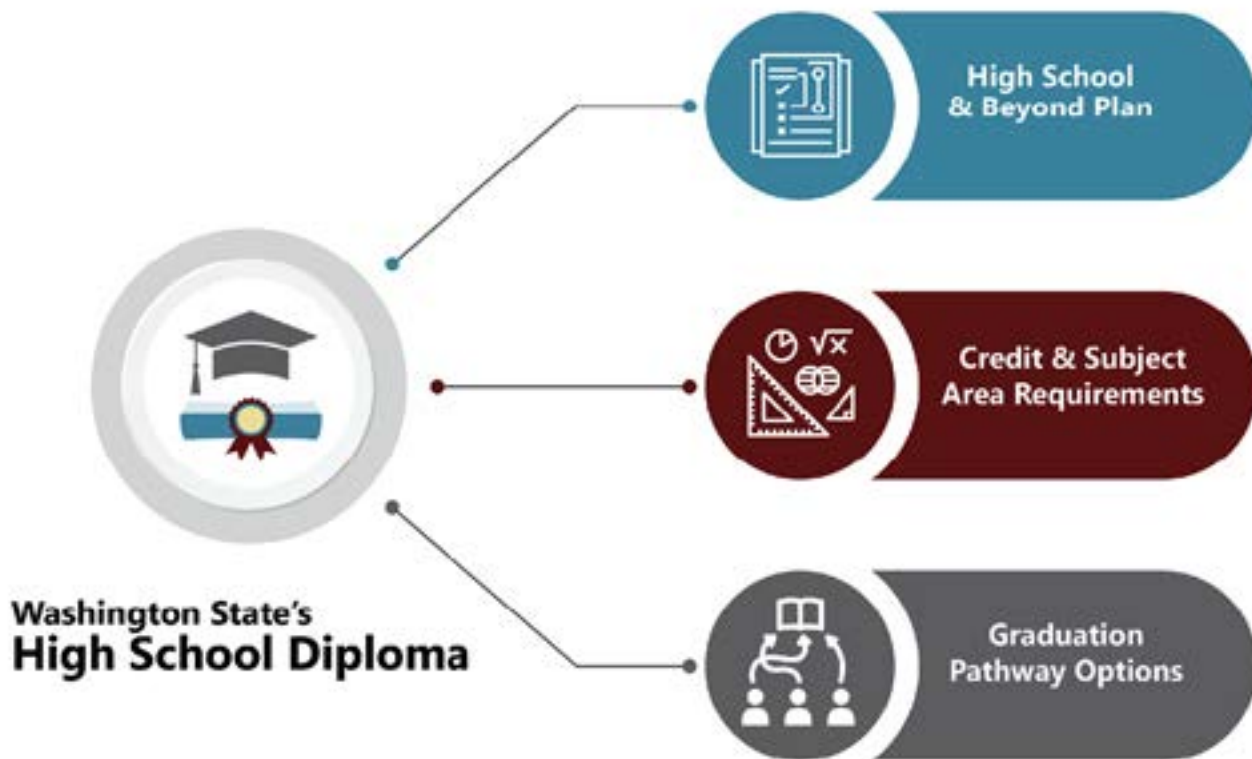 High School
& Beyond Plan
√x
Credit & Subject
Area Requirements
Washington State's
High School Diploma
Graduation
Pathway Options